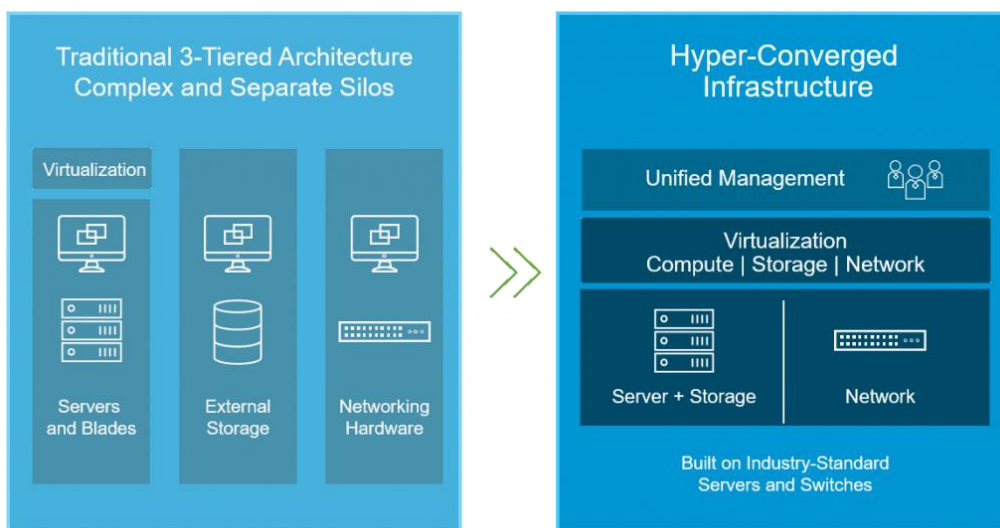 Traditional 3-Tiered Architecture
Complex and Separate Silos
Virtualization
Servers
and Blades
External
Storage
Networking
Hardware
Hyper-Converged
Infrastructure
Unified Management
Virtualization
Compute | Storage | Network
Server + Storage
Network
Built on Industry-Standard
Servers and Switches